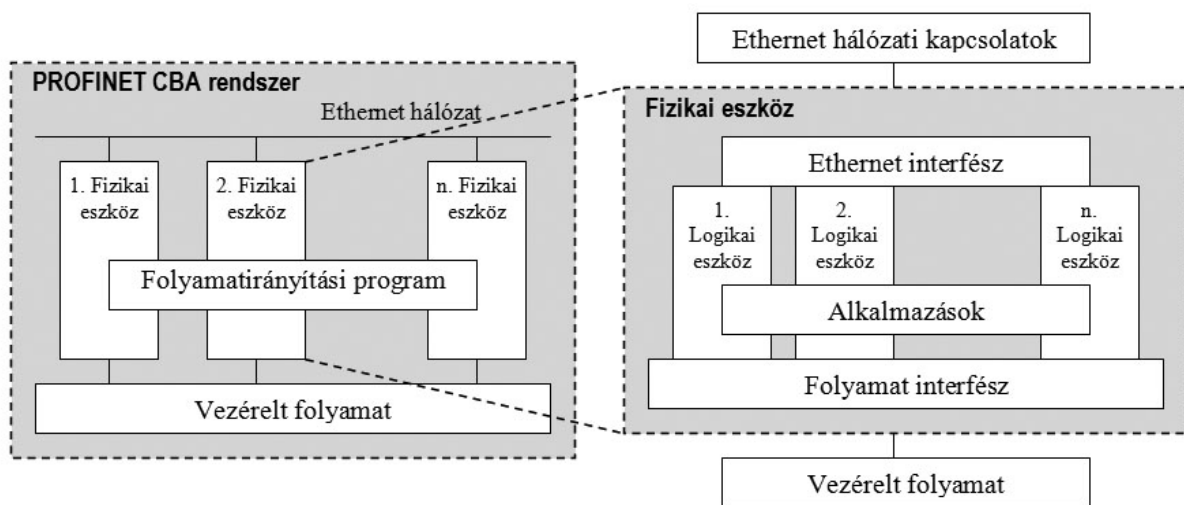 PROFINET CBA rendszer
Ethernet hálózat
1. Fizikai
eszköz
2. Fizikai
eszköz
n. Fizikai
eszköz
Folyamatirányítási program
Vezérelt folyamat
Ethernet hálózati kapcsolatok
Fizikai eszköz
Ethernet interfész
1.
Logikai
eszköz
2.
Logikai
eszköz
n.
Logikai
eszköz
Alkalmazások
Folyamat interfész
Vezérelt folyamat